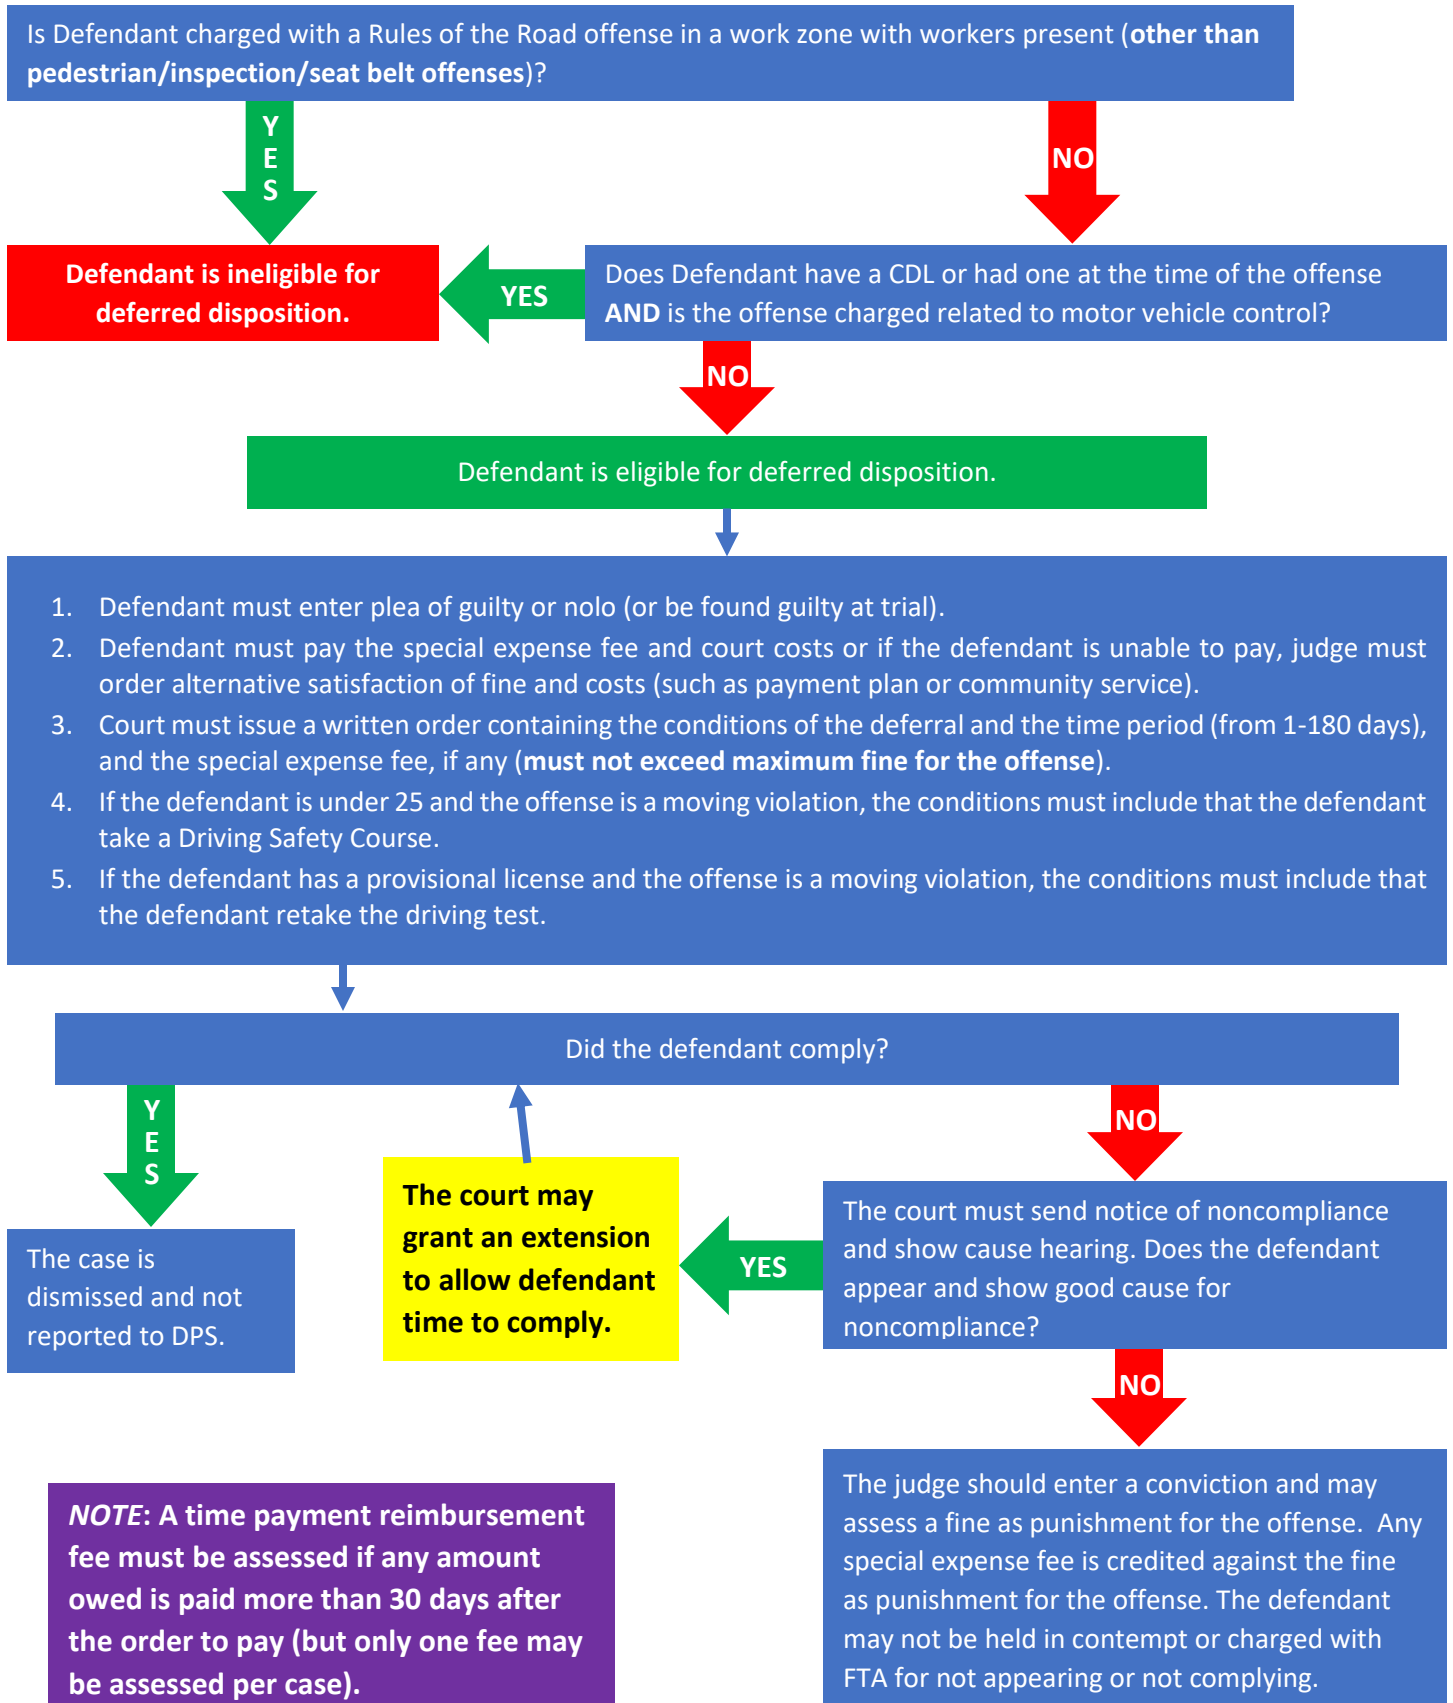 Is Defendant charged with a Rules of the Road offense in a work zone with workers present (other than
pedestrian/inspection/seat belt offenses)?
Y
E
S
NO
Defendant is ineligible for
deferred disposition.
YES
Does Defendant have a CDL or had one at the time of the offense
AND is the offense charged related to motor vehicle control?
NO
Defendant is eligible for deferred disposition.
1. Defendant must enter plea of guilty or nolo (or be found guilty at trial).
2. Defendant must pay the special expense fee and court costs or if the defendant is unable to pay, judge must
order alternative satisfaction of fine and costs (such as payment plan or community service).
3. Court must issue a written order containing the conditions of the deferral and the time period (from 1-180 days),
and the special expense fee, if any (must not exceed maximum fine for the offense).
4. If the defendant is under 25 and the offense is a moving violation, the conditions must include that the defendant
take a Driving Safety Course.
5. If the defendant has a provisional license and the offense is a moving violation, the conditions must include that
the defendant retake the driving test.
Did the defendant comply?
Y
E
S
NO
The case is
dismissed and not
reported to DPS.
The court may
grant an extension
to allow defendant
time to comply.
YES
The court must send notice of noncompliance
and show cause hearing. Does the defendant
appear and show good cause for
noncompliance?
NO
NOTE: A time payment reimbursement
fee must be assessed if any amount
owed is paid more than 30 days after
the order to pay (but only one fee may
be assessed per case).
The judge should enter a conviction and may
assess a fine as punishment for the offense.  Any
special expense fee is credited against the fine
as punishment for the offense. The defendant
may not be held in contempt or charged with
FTA for not appearing or not complying.